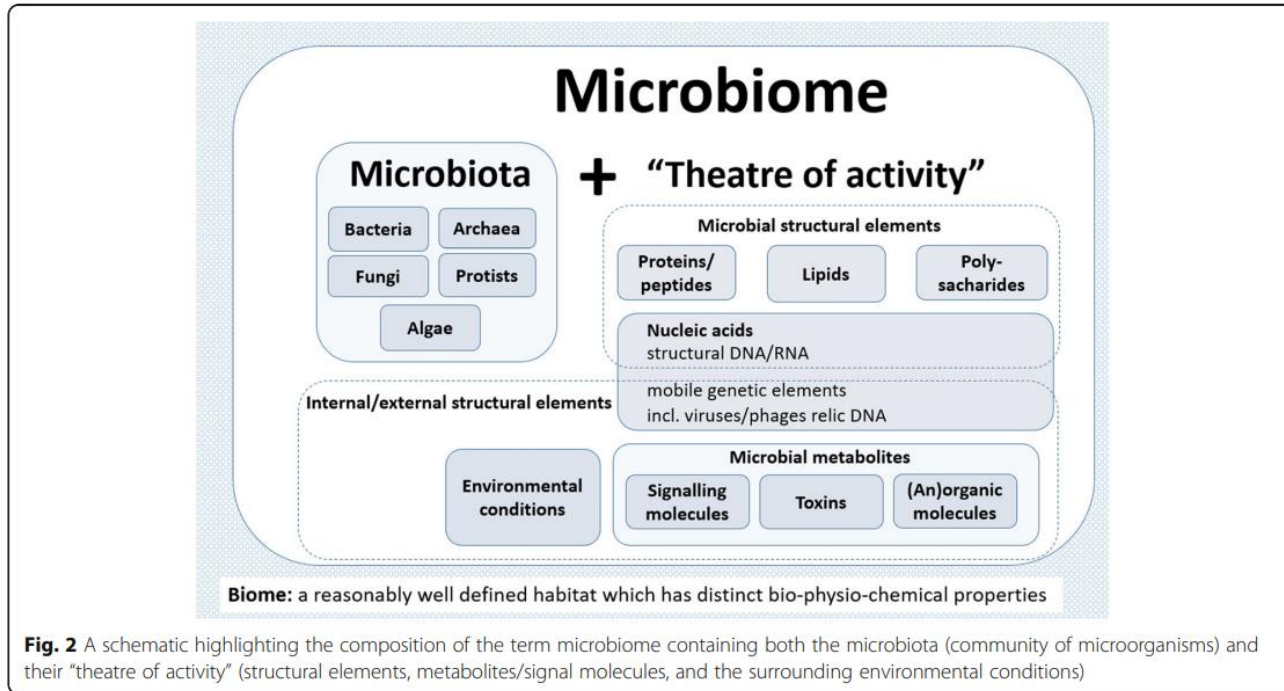 Microbiome
Microbiota
+
“Theatre of activity”
Bacteria
Archaea
Fungi
Protists
Algae
Microbial structural elements
Proteins/
peptides
Lipids
Poly-
sacharides
Nucleic acids
structural DNA/RNA
mobile genetic elements
incl. viruses/phages relic DNA
Internal/external structural elements
Environmental
conditions
Microbial metabolites
Signalling
molecules
Toxins
(An)organic
molecules
Biome: a reasonably well defined habitat which has distinct bio-physio-chemical properties
Fig. 2 A schematic highlighting the composition of the term microbiome containing both the microbiota (community of microorganisms) and
their “theatre of activity” (structural elements, metabolites/signal molecules, and the surrounding environmental conditions)